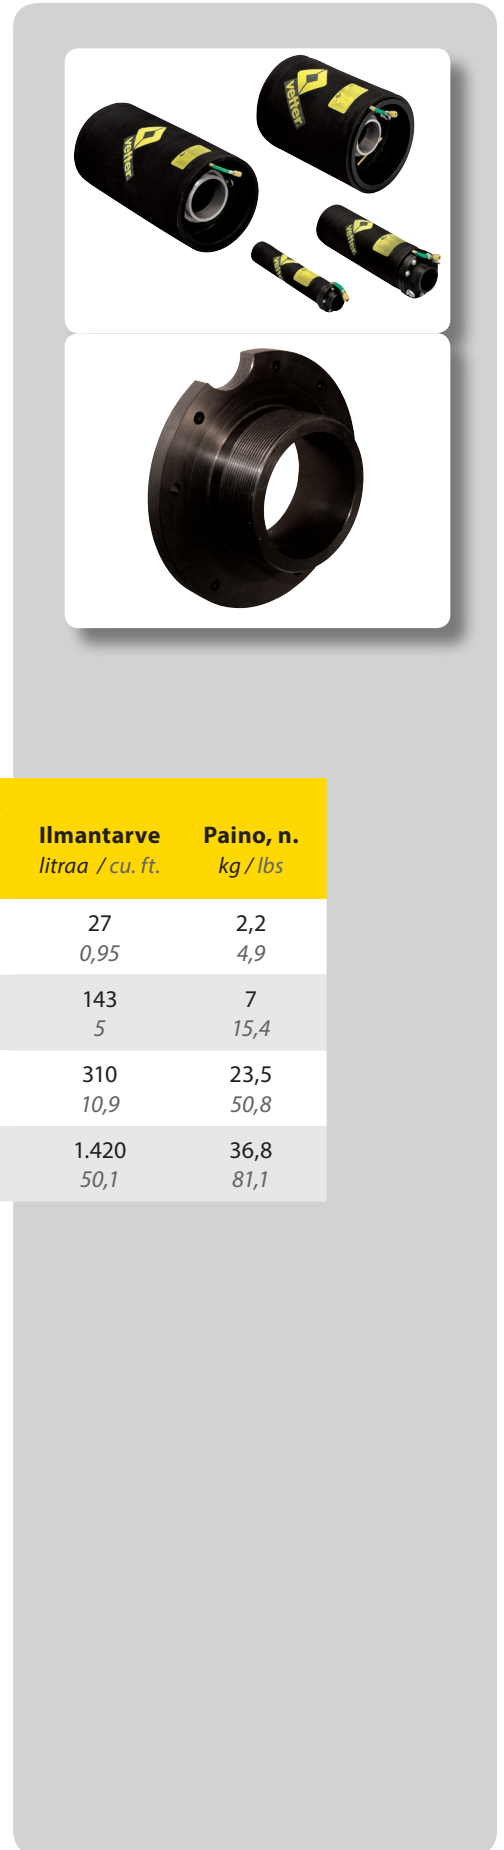 vetter
vetter
vetter
vetter
Ilmantarve Paino, n.
litraa / cu. ft. kg / lbs
27 2,2
0,95 4,9
143 7
5 15,4
310 23,5
10,9 50,8
1.420 36,8
50,1 81,1